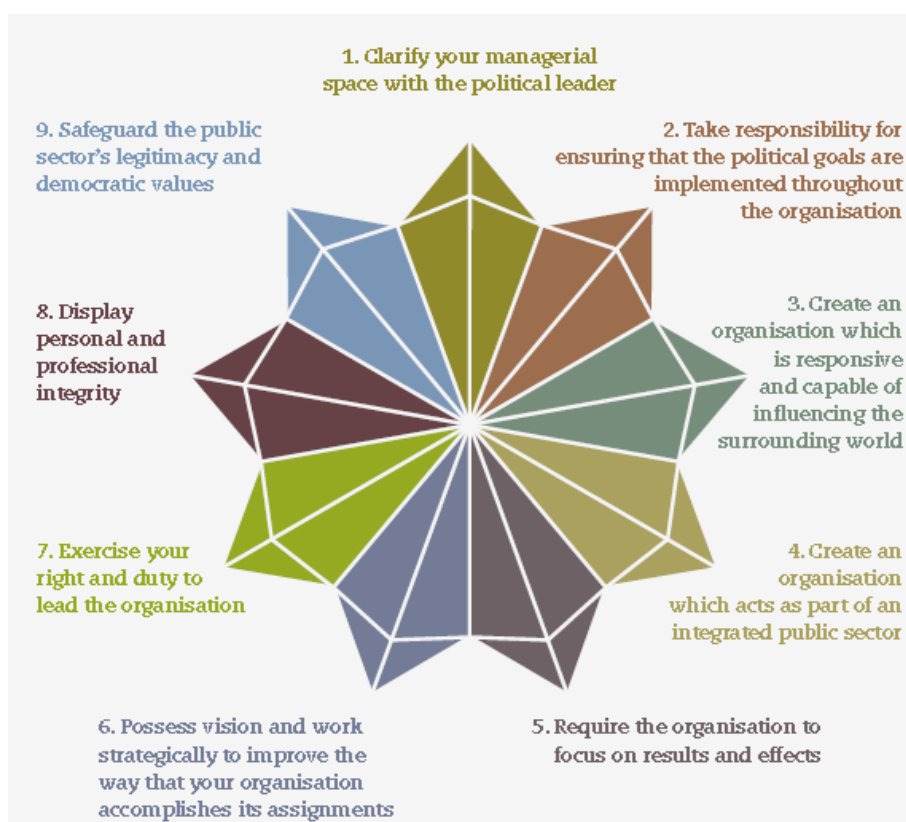 1. Clarify your managerial
space with the political leader
2. Take responsibility for
ensuring that the political goals are
implemented throughout
the organisation
3. Create an
organisation which
is responsive
and capable of
influencing the
surrounding world
4. Create an
organisation
which acts as part of an
integrated public sector
5. Require the organisation to
focus on results and effects
6. Possess vision and work
strategically to improve the
way that your organisation
accomplishes its assignments
7. Exercise your
right and duty to
lead the organisation
8. Display
personal and
professional
integrity
9. Safeguard the public
sector's legitimacy and
democratic values